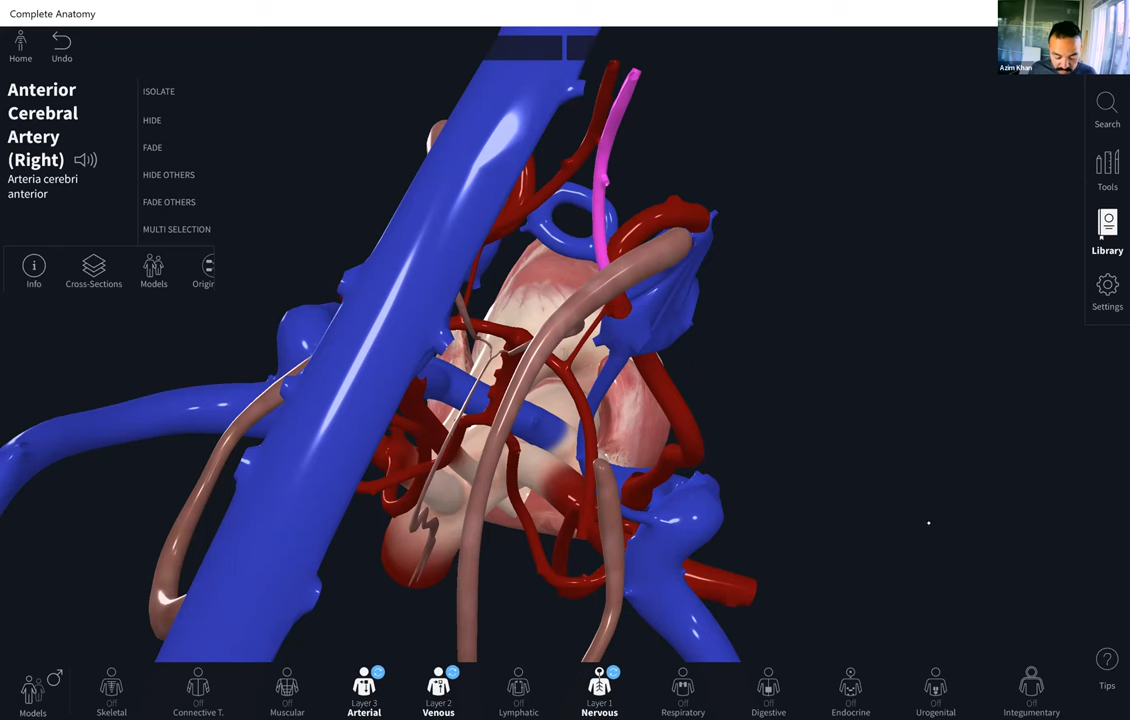 Complete Anatomy
Home
Undo
Anterior
Cerebral
Artery
(Right)
Arteria cerebri
anterior
ISOLATE
HIDE
FADE
HIDE OTHERS
FADE OTHERS
MULTI SELECTION
Info
Cross-Sections
Models
Origin
Azim Khan
Search
Tools
Library
Settings
Tips
Models
Off
Skeletal
Off
Connective T.
Off
Muscular
Layer 3
Arterial
Layer 2
Venous
Off
Lymphatic
Layer 1
Nervous
Off
Respiratory
Off
Digestive
Off
Endocrine
Off
Urogenital
Off
Integumentary